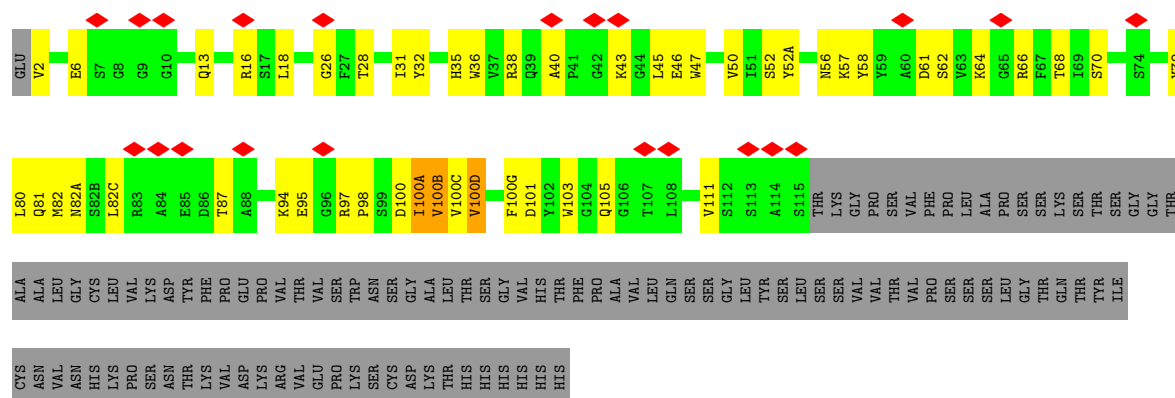 GLU V2 E6 S7 G8 G9 G10 Q13 R16 S17 L18 G26 F27 T28 I31 Y32 H35 W36 V37 R38 Q39 A40 P41 G42 K43 G44 L45 E46 W47 V50 I51 S52 Y52A N56 K57 Y58 Y59 A60 D61 S62 V63 K64 G65 R66 F67 T68 I69 S70 S74
L80 Q81 M82 N82A S82B L82C R83 A84 E85 D86 T87 A88 K94 E95 G96 R97 P98 S99 D100 I100A V100B V100C V100D F100G D101 Y102 W103 G104 Q105 G106 T107 L108 V111 S112 S113 A114 S115 THR LYS GLY PRO SER VAL PHE PRO LEU ALA PRO SER SER LYS SER THR SER GLY GLY THR
ALA ALA LEU GLY CYS LEU VAL LYS ASP TYR PHE PRO GLU PRO VAL THR VAL SER TRP ASN SER GLY ALA LEU THR SER GLY VAL HIS THR PHE PRO ALA VAL LEU GLN SER SER GLY LEU TYR SER LEU SER SER VAL VAL THR VAL PRO SER SER SER LEU GLY THR GLN THR TYR ILE
CYS ASN VAL ASN HIS LYS PRO SER ASN THR LYS VAL ASP LYS ARG VAL GLU PRO LYS SER CYS ASP LYS THR HIS HIS HIS HIS HIS HIS